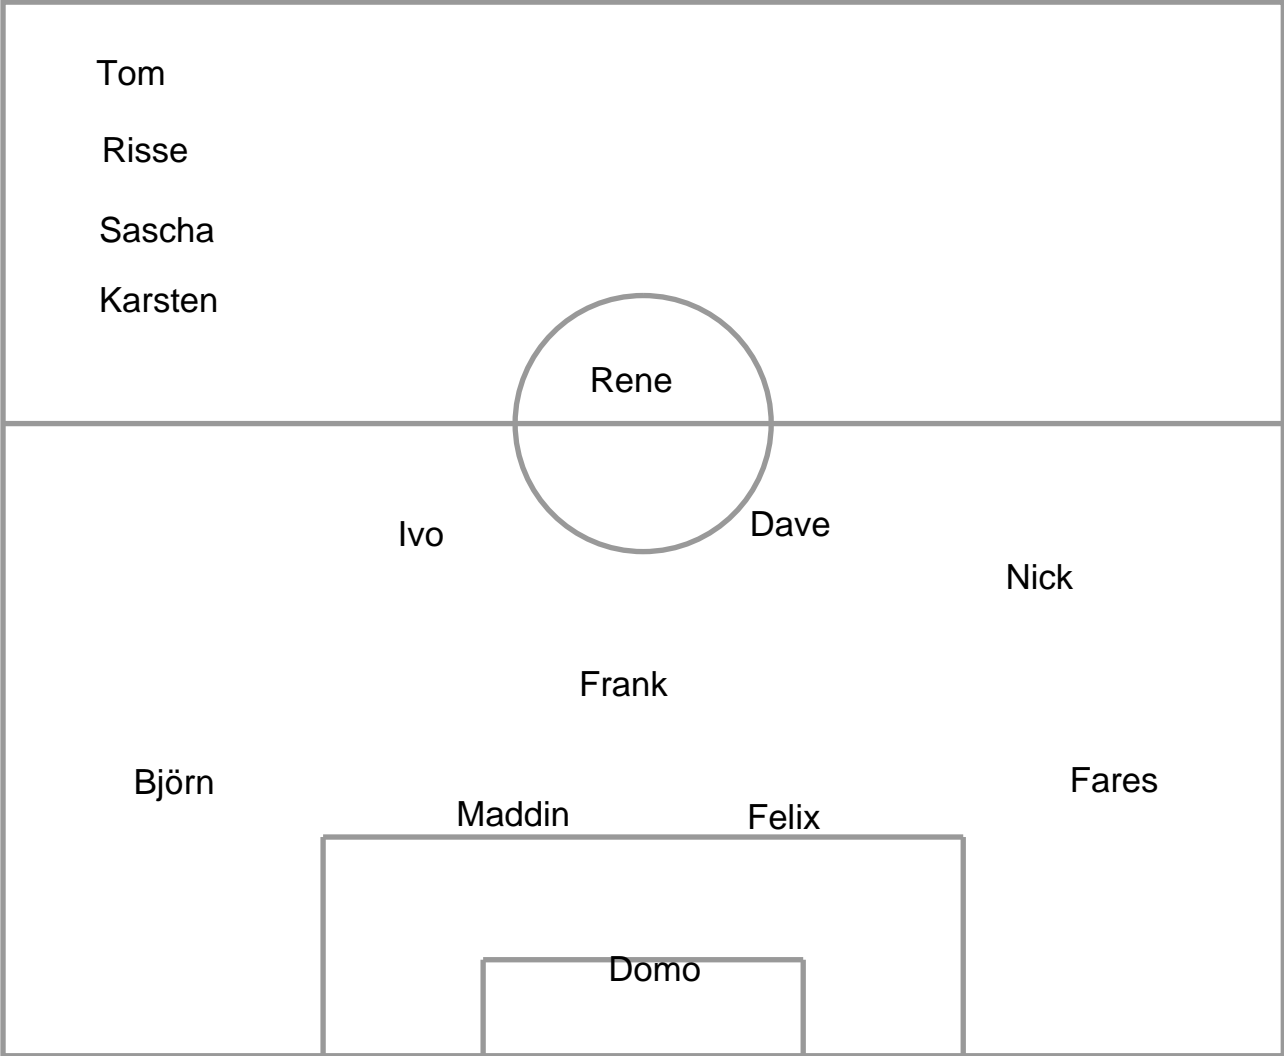 Tom
Risse
Sascha
Karsten
Rene
Ivo
Dave
Nick
Frank
Björn
Maddin
Felix
Fares
Domo